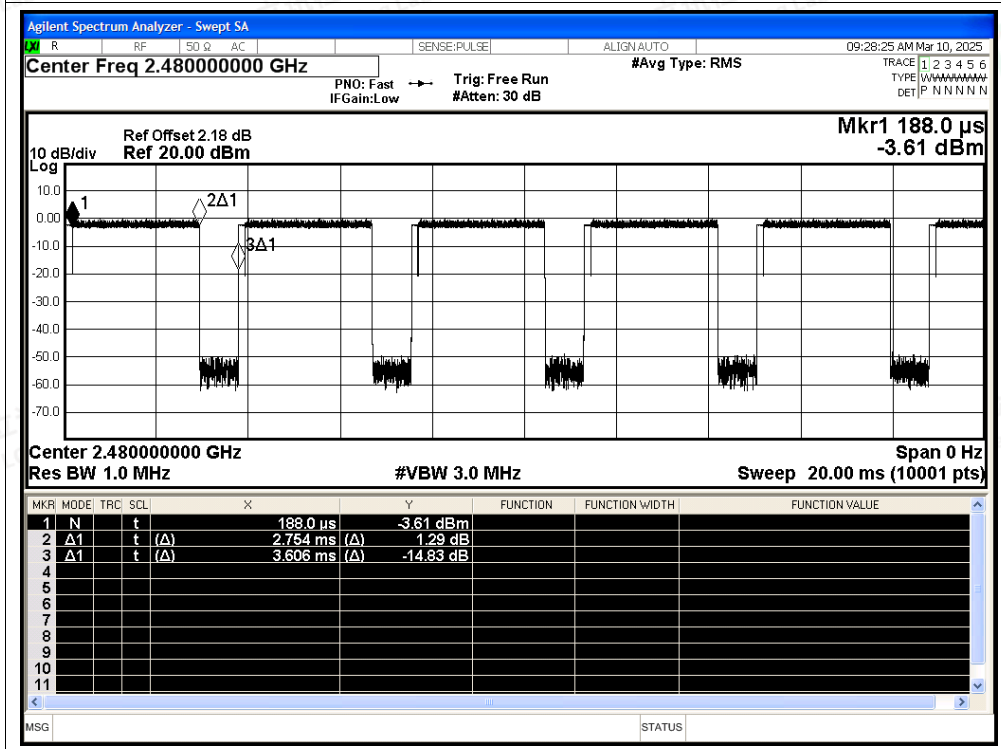 Agilent Spectrum Analyzer - Swept SA
LXI R RF 50 Ω AC SENSE:PULSE ALIGN AUTO 09:28:25 AM Mar 10, 2025
Center Freq 2.480000000 GHz
PNO: Fast
IFGain:Low
Trig: Free Run
#Atten: 30 dB
#Avg Type: RMS
TRACE 1 2 3 4 5 6
TYPE
DET P N N N N N
Mkr1 188.0 µs
-3.61 dBm
Ref Offset 2.18 dB
10 dB/div Ref 20.00 dBm
Log
10.0
0.00
-10.0
-20.0
-30.0
-40.0
-50.0
-60.0
-70.0
1
2Δ1
3Δ1
Center 2.480000000 GHz Span 0 Hz
Res BW 1.0 MHz #VBW 3.0 MHz Sweep 20.00 ms (10001 pts)
MKR MODE TRC SCL X Y FUNCTION FUNCTION WIDTH FUNCTION VALUE
1 N t 188.0 µs -3.61 dBm
2 Δ1 t (Δ) 2.754 ms (Δ) 1.29 dB
3 Δ1 t (Δ) 3.606 ms (Δ) -14.83 dB
4
5
6
7
8
9
10
11
MSG STATUS